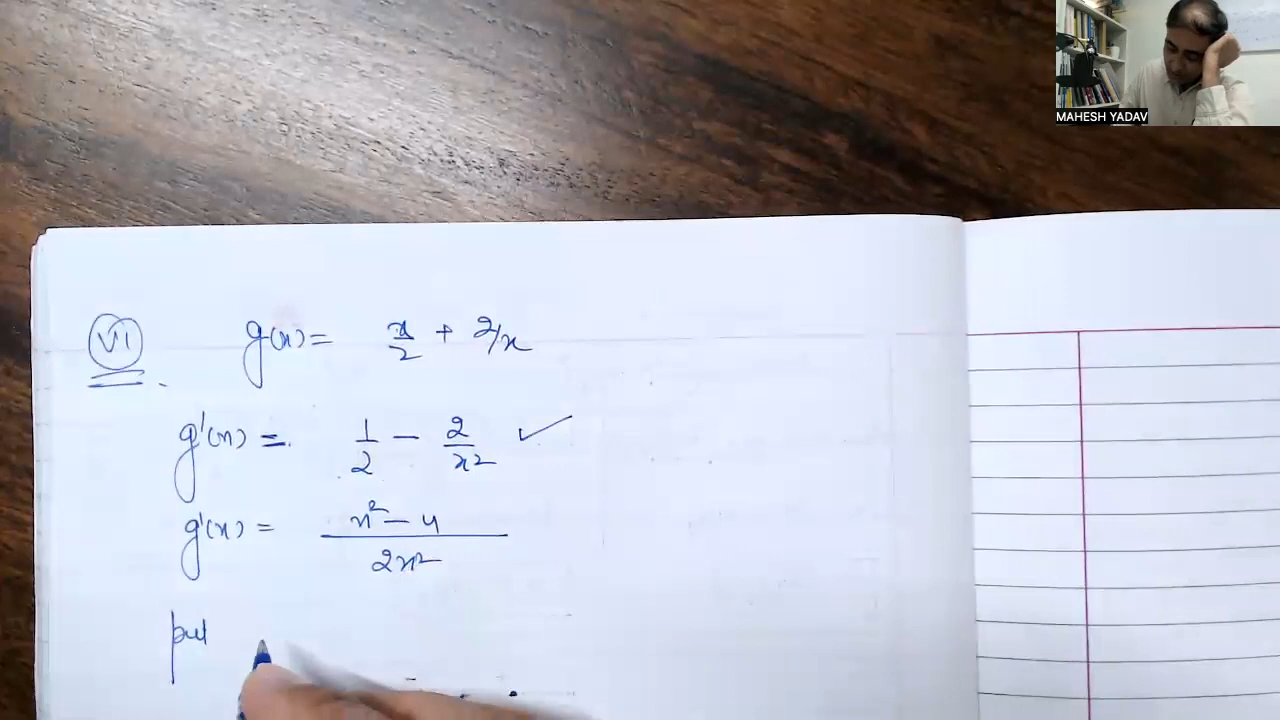 MAHESH YADAV
VI g(x) = x/2 + 2/x
g'(x) = 1/2 - 2/x² ✓
g'(x) = x² - 4 / 2x²
put